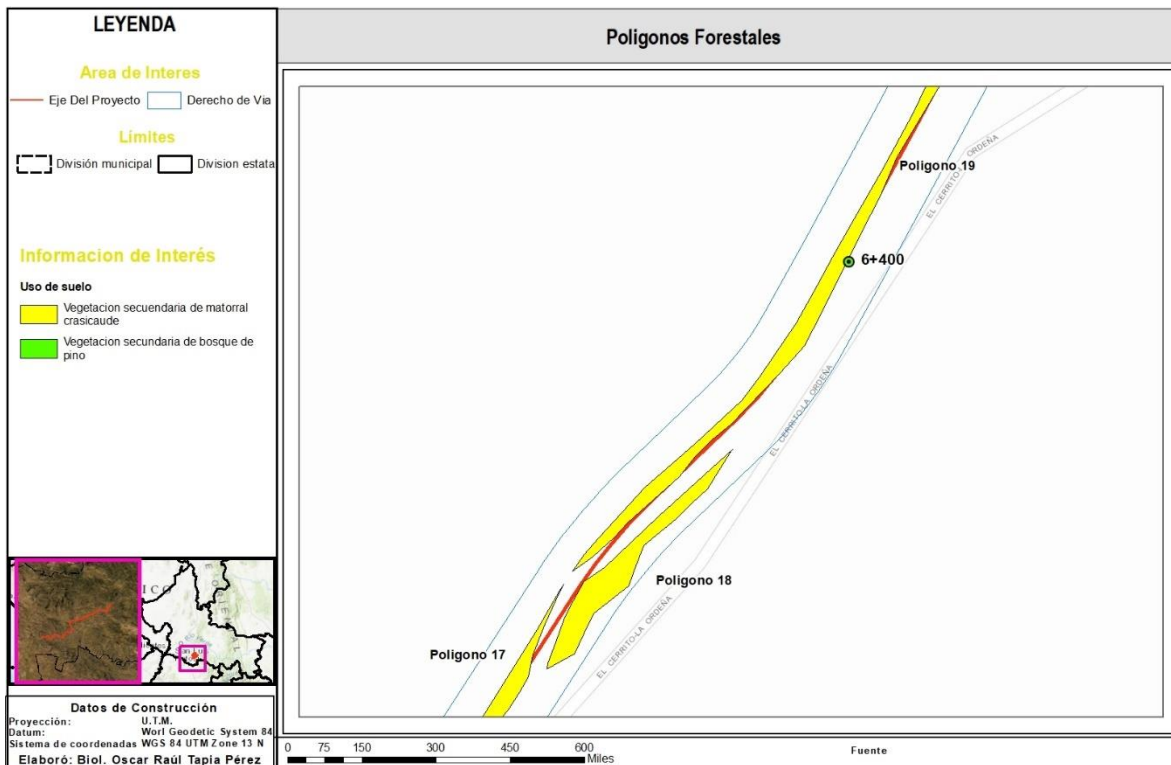 LEYENDA
Area de Interes
Eje Del Proyecto
Derecho de Via
Límites
División municipal
Division estata
Informacion de Interés
Uso de suelo
Vegetacion secuendaria de matorral
crasicaude
Vegetacion secundaria de bosque de
pino
Datos de Construcción
Proyección: U.T.M.
Datum: Worl Geodetic System 84
Sistema de coordenadas WGS 84 UTM Zone 13 N
Elaboró: Biol. Oscar Raúl Tapia Pérez
Poligonos Forestales
Poligono 19
EL CERRITO-LA ORDEÑA
6+400
EL CERRITO-LA ORDEÑA
Poligono 18
Poligono 17
EL CERRITO-LA ORDEÑA
0 75 150 300 450 600
Miles
Fuente